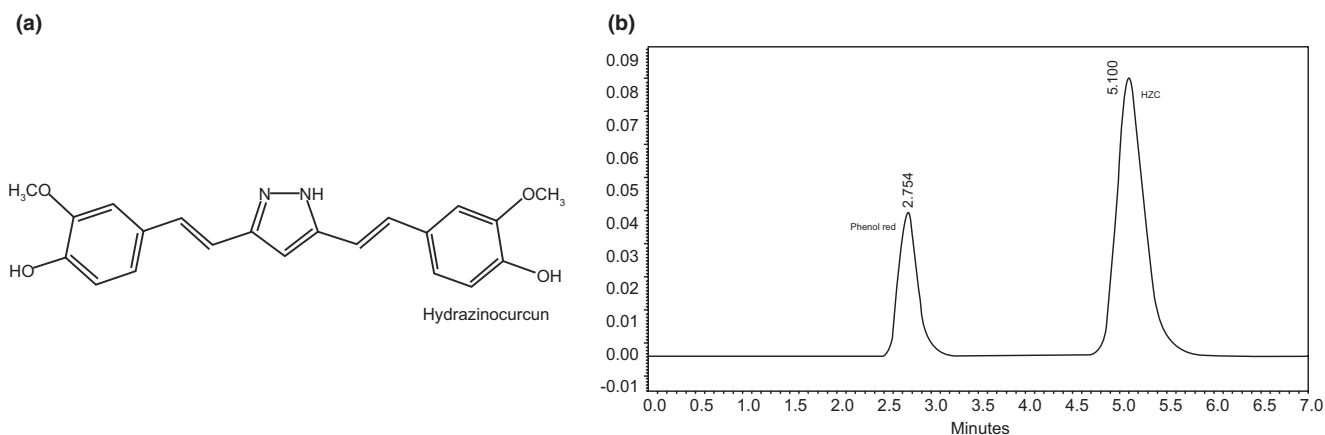 (a)
H3CO
N
NH
OCH3
HO
OH
Hydrazinocurcun
(b)
0.09
0.08
0.07
0.06
0.05
0.04
0.03
0.02
0.01
0.00
-0.01
2.754
Phenol red
5.100
HZC
0.0 0.5 1.0 1.5 2.0 2.5 3.0 3.5 4.0 4.5 5.0 5.5 6.0 6.5 7.0
Minutes